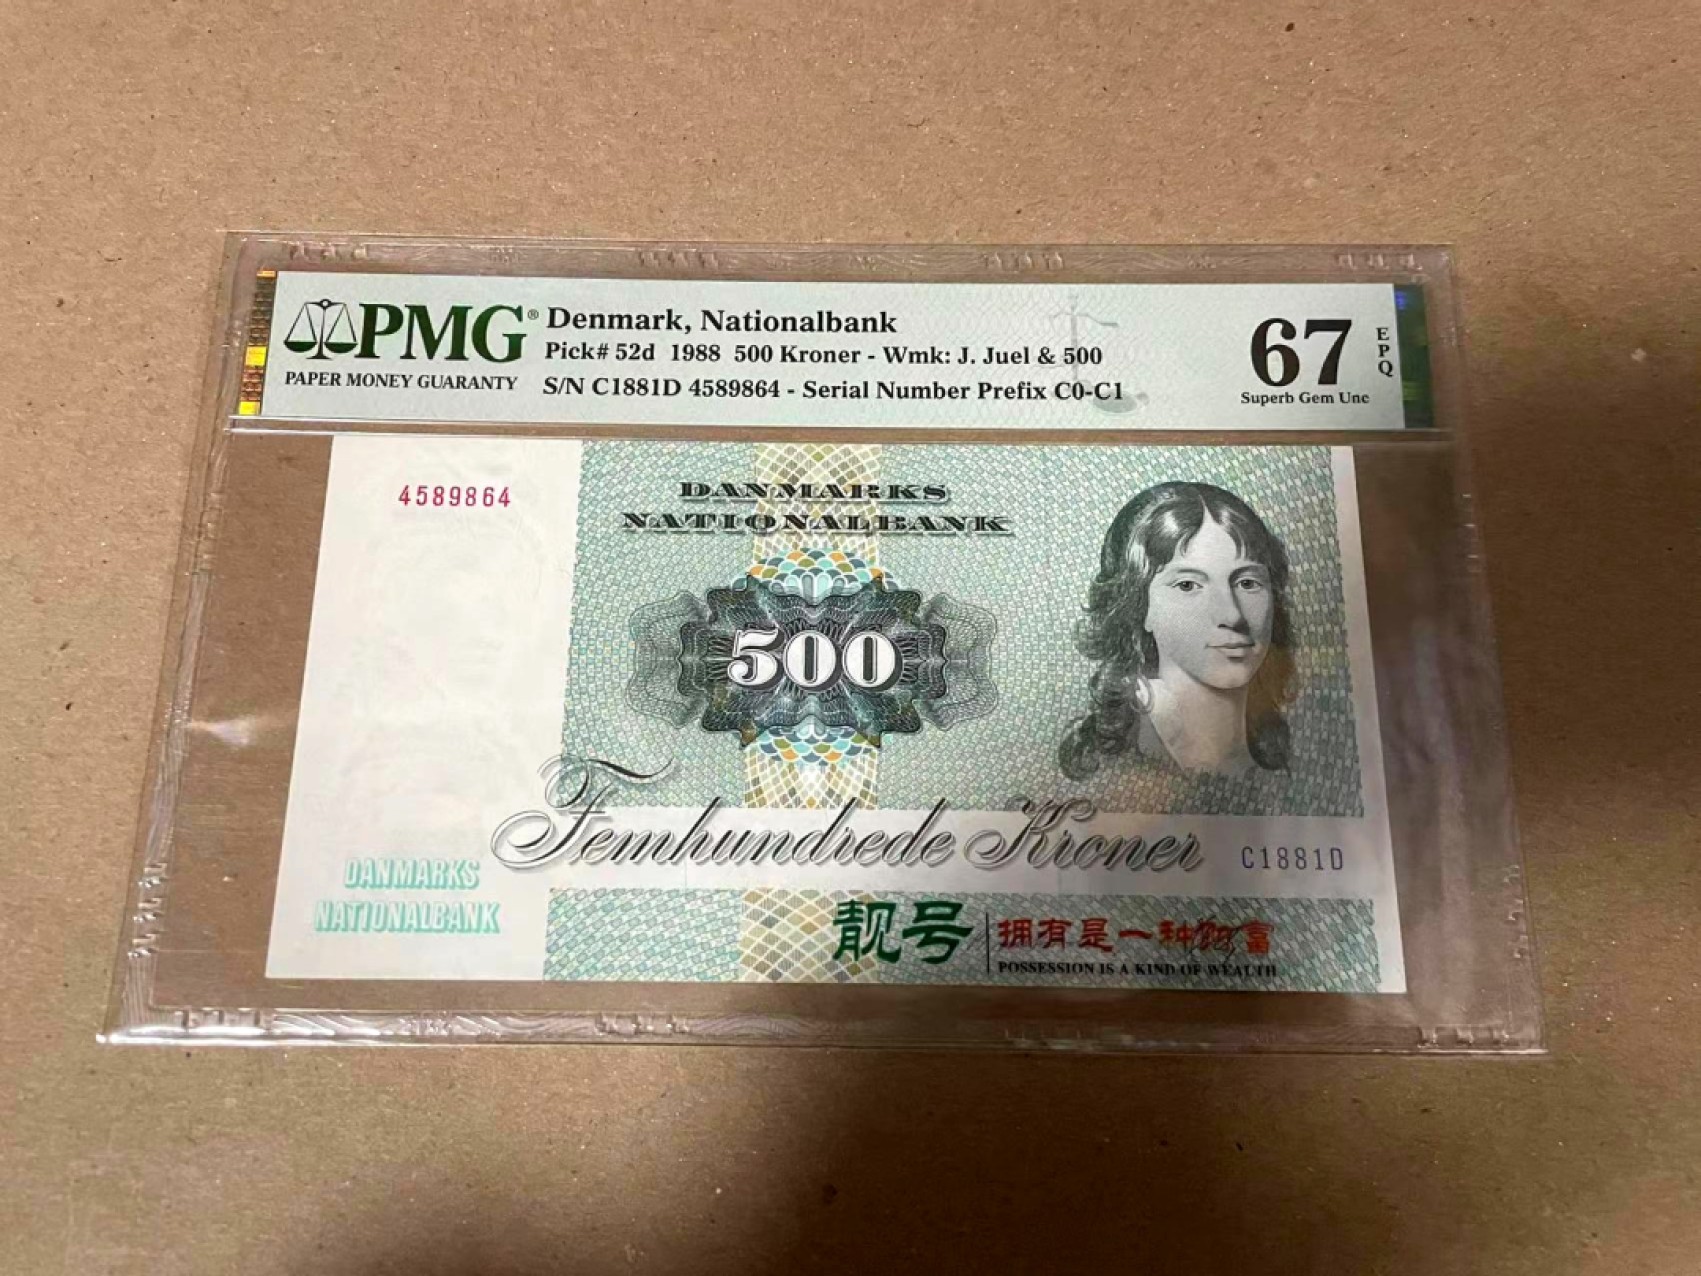 PMG®
PAPER MONEY GUARANTY
Denmark, Nationalbank
Pick# 52d 1988 500 Kroner - Wmk: J. Juel & 500
S/N C1881D 4589864 - Serial Number Prefix C0-C1
67
EPQ
Superb Gem Unc
4589864
DANMARKS
NATIONALBANK
500
Femhundrede Kroner
C1881D
DANMARKS
NATIONALBANK
靓号
拥有是一种财富
POSSESSION IS A KIND OF WEALTH